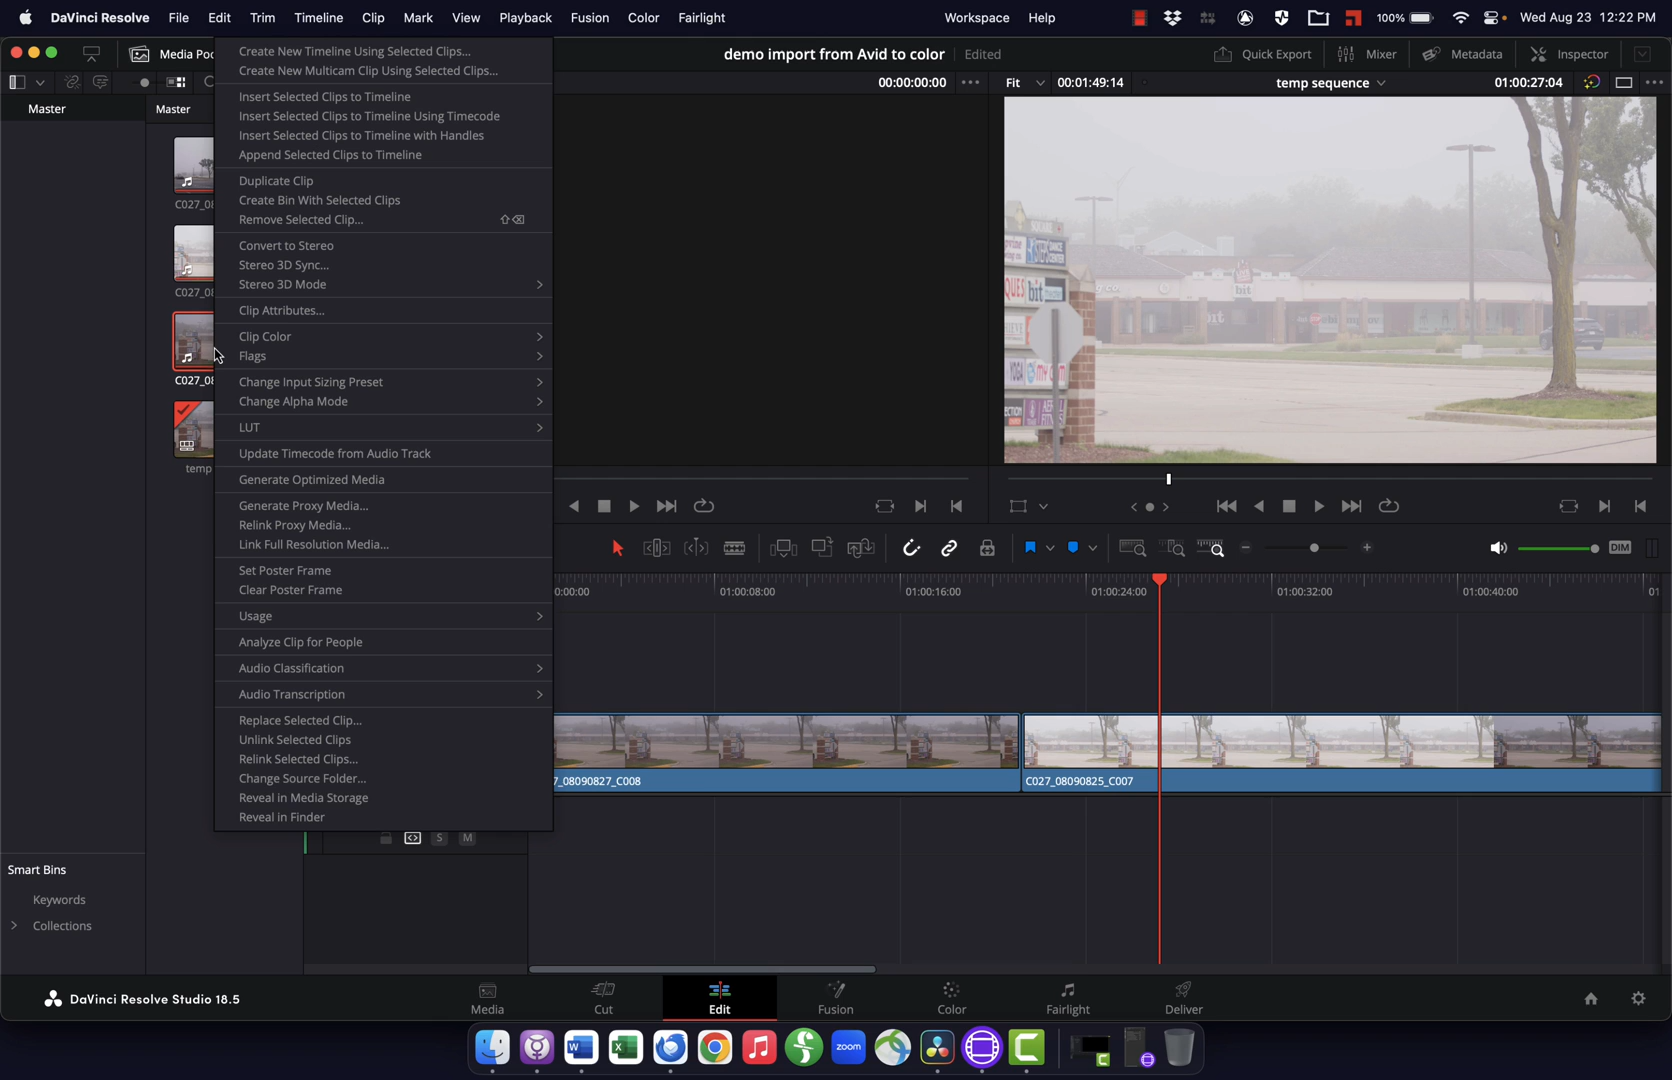 DaVinci Resolve File Edit Trim Timeline Clip Mark View Playback Fusion Color Fairlight Workspace Help 100% Wed Aug 23 12:22 PM
Media Poo demo import from Avid to color Edited Quick Export Mixer Metadata Inspector
00:00:00:00 Fit 00:01:49:14 temp sequence 01:00:27:04
Master Master
C027_08
C027_08
C027_08
temp
Create New Timeline Using Selected Clips...
Create New Multicam Clip Using Selected Clips...
Insert Selected Clips to Timeline
Insert Selected Clips to Timeline Using Timecode
Insert Selected Clips to Timeline with Handles
Append Selected Clips to Timeline
Duplicate Clip
Create Bin With Selected Clips
Remove Selected Clip... ⇧⌫
Convert to Stereo
Stereo 3D Sync...
Stereo 3D Mode
Clip Attributes...
Clip Color
Flags
Change Input Sizing Preset
Change Alpha Mode
LUT
Update Timecode from Audio Track
Generate Optimized Media
Generate Proxy Media...
Relink Proxy Media...
Link Full Resolution Media...
Set Poster Frame
Clear Poster Frame
Usage
Analyze Clip for People
Audio Classification
Audio Transcription
Replace Selected Clip...
Unlink Selected Clips
Relink Selected Clips...
Change Source Folder...
Reveal in Media Storage
Reveal in Finder
bit
bit
YOGA
DIM
0:00:00 01:00:08:00 01:00:16:00 01:00:24:00 01:00:32:00 01:00:40:00 01
7_08090827_C008 C027_08090825_C007
S M
Smart Bins
Keywords
Collections
DaVinci Resolve Studio 18.5
Media Cut Edit Fusion Color Fairlight Deliver
zoom